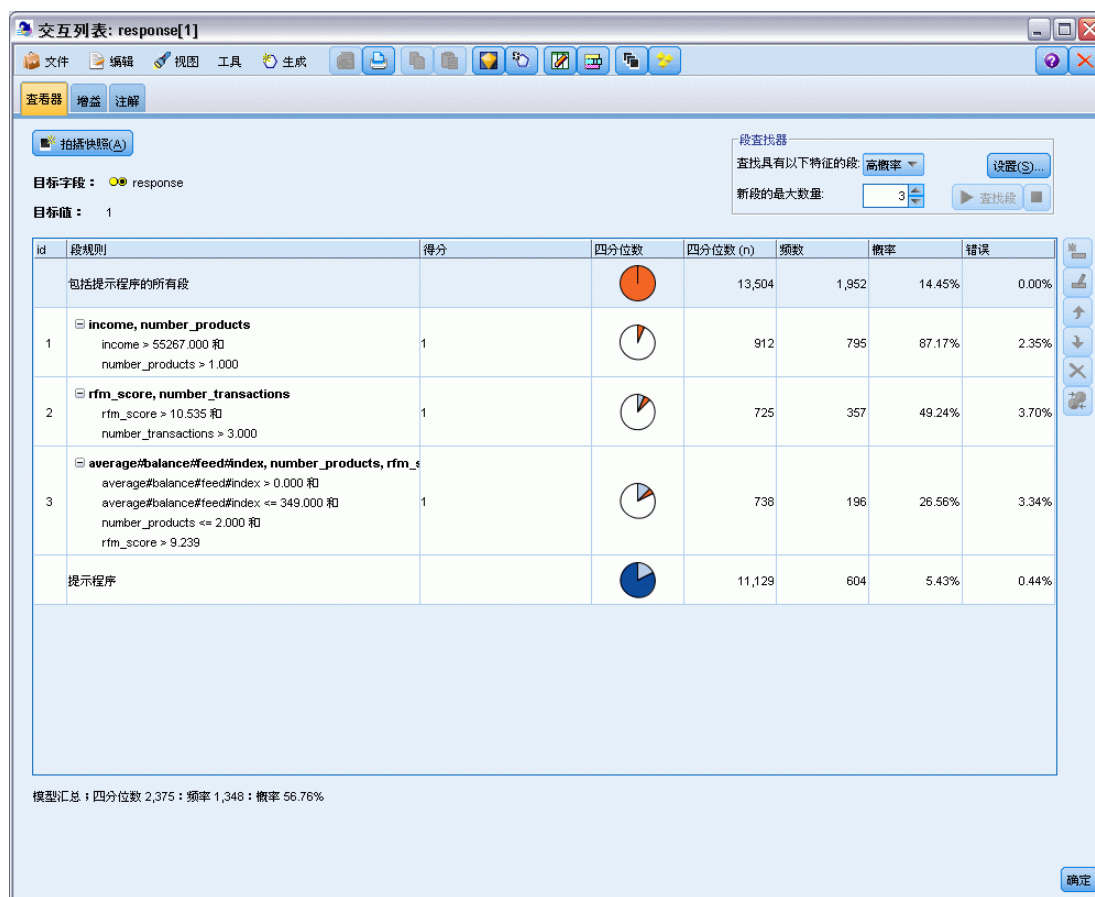 交互列表: response[1]
文件 编辑 视图 工具 生成
查看器 增益 注解
拍摄快照(A)
段查找器
查找具有以下特征的段: 高概率 设置(S)...
新段的最大数量: 3 查找段
目标字段： response
目标值： 1
id 段规则 得分 四分位数 四分位数 (n) 频数 概率 错误
包括提示程序的所有段 13,504 1,952 14.45% 0.00%
income, number_products
income > 55267.000 和
1 1 912 795 87.17% 2.35%
number_products > 1.000
rfm_score, number_transactions
2 rfm_score > 10.535 和 1 725 357 49.24% 3.70%
number_transactions > 3.000
average#balance#feed#index, number_products, rfm_s
average#balance#feed#index > 0.000 和
3 average#balance#feed#index <= 349.000 和 1 738 196 26.56% 3.34%
number_products <= 2.000 和
rfm_score > 9.239
提示程序 11,129 604 5.43% 0.44%
模型汇总；四分位数 2,375：频率 1,348：概率 56.76%
确定